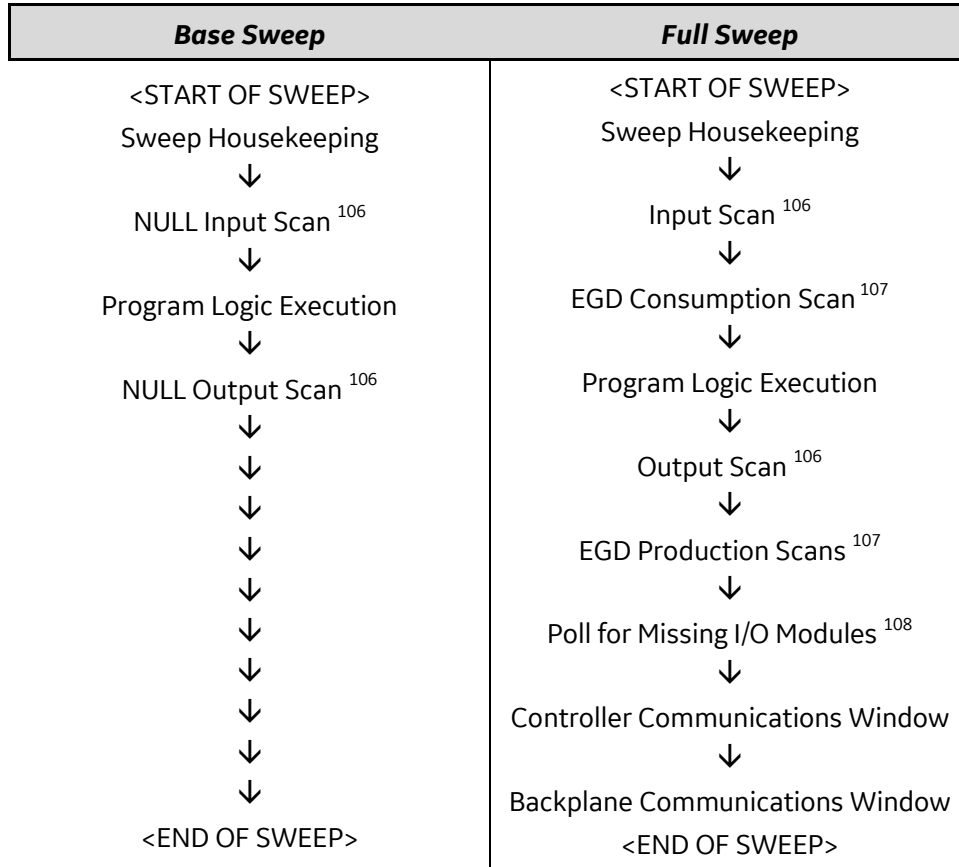 Base Sweep
Full Sweep
<START OF SWEEP>
Sweep Housekeeping
↓
NULL Input Scan 106
↓
Program Logic Execution
↓
NULL Output Scan 106
↓
↓
↓
↓
↓
↓
↓
↓
↓
↓
↓
<END OF SWEEP>
<START OF SWEEP>
Sweep Housekeeping
↓
Input Scan 106
↓
EGD Consumption Scan 107
↓
Program Logic Execution
↓
Output Scan 106
↓
EGD Production Scans 107
↓
Poll for Missing I/O Modules 108
↓
Controller Communications Window
↓
Backplane Communications Window
<END OF SWEEP>